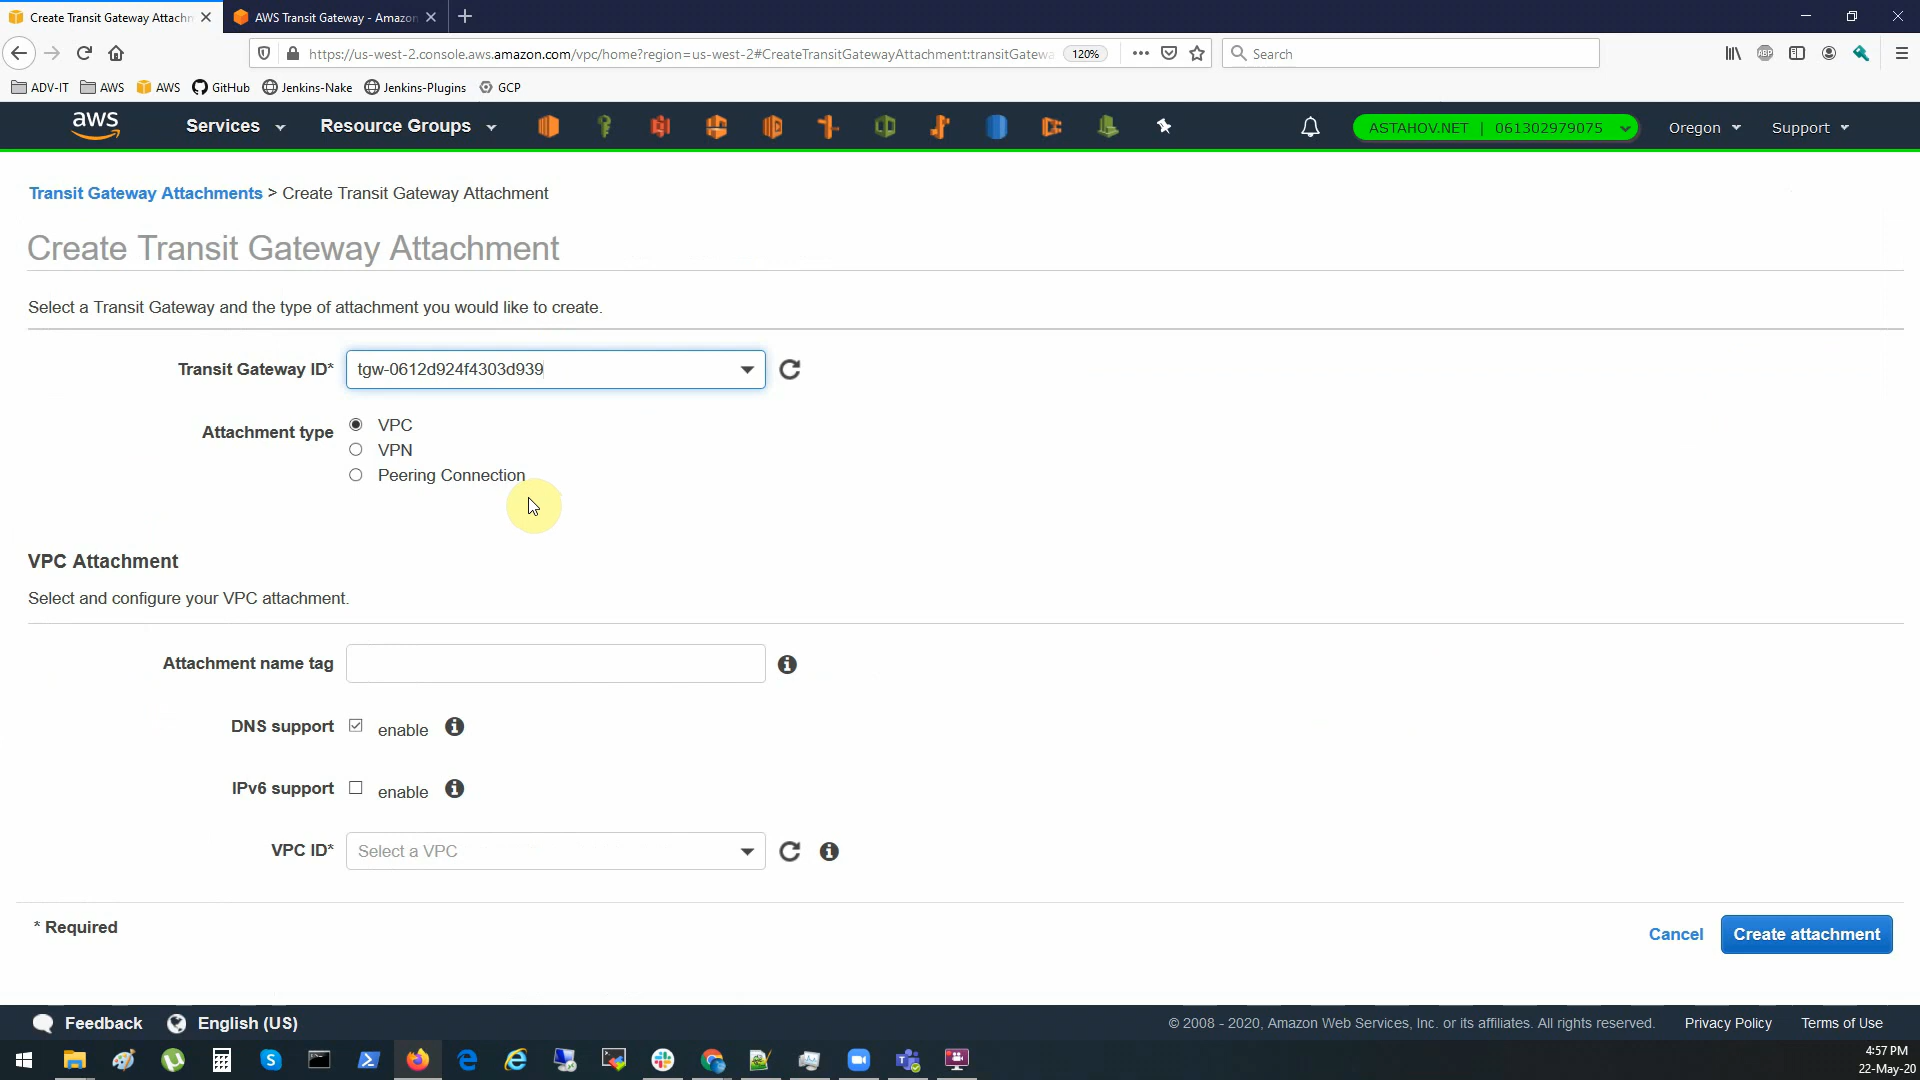 Create Transit Gateway Attachm
AWS Transit Gateway - Amazon
https://us-west-2.console.aws.amazon.com/vpc/home?region=us-west-2#CreateTransitGatewayAttachment:transitGatewa
120%
Search
ADV-IT
AWS
AWS
GitHub
Jenkins-Nake
Jenkins-Plugins
GCP
ABP
aws
Services
Resource Groups
ASTAHOV.NET | 061302979075
Oregon
Support
Transit Gateway Attachments > Create Transit Gateway Attachment
Create Transit Gateway Attachment
Select a Transit Gateway and the type of attachment you would like to create.
Transit Gateway ID*
tgw-0612d924f4303d939
Attachment type
VPC
VPN
Peering Connection
VPC Attachment
Select and configure your VPC attachment.
Attachment name tag
DNS support
enable
IPv6 support
enable
VPC ID*
Select a VPC
* Required
Cancel
Create attachment
Feedback
English (US)
© 2008 - 2020, Amazon Web Services, Inc. or its affiliates. All rights reserved.
Privacy Policy
Terms of Use
4:57 PM
22-May-20